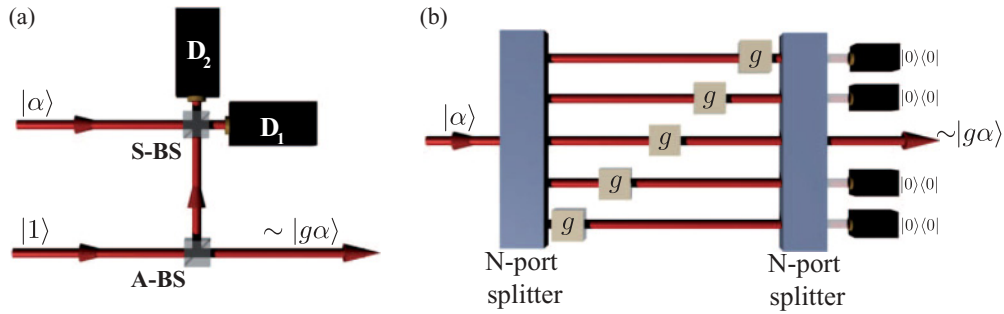 (a)
D₂
|α⟩
D₁
S-BS
|1⟩
∼ |gα⟩
A-BS
(b)
g
|0⟩⟨0|
g
|0⟩⟨0|
|α⟩
g
∼|gα⟩
g
|0⟩⟨0|
g
|0⟩⟨0|
N-port
splitter
N-port
splitter